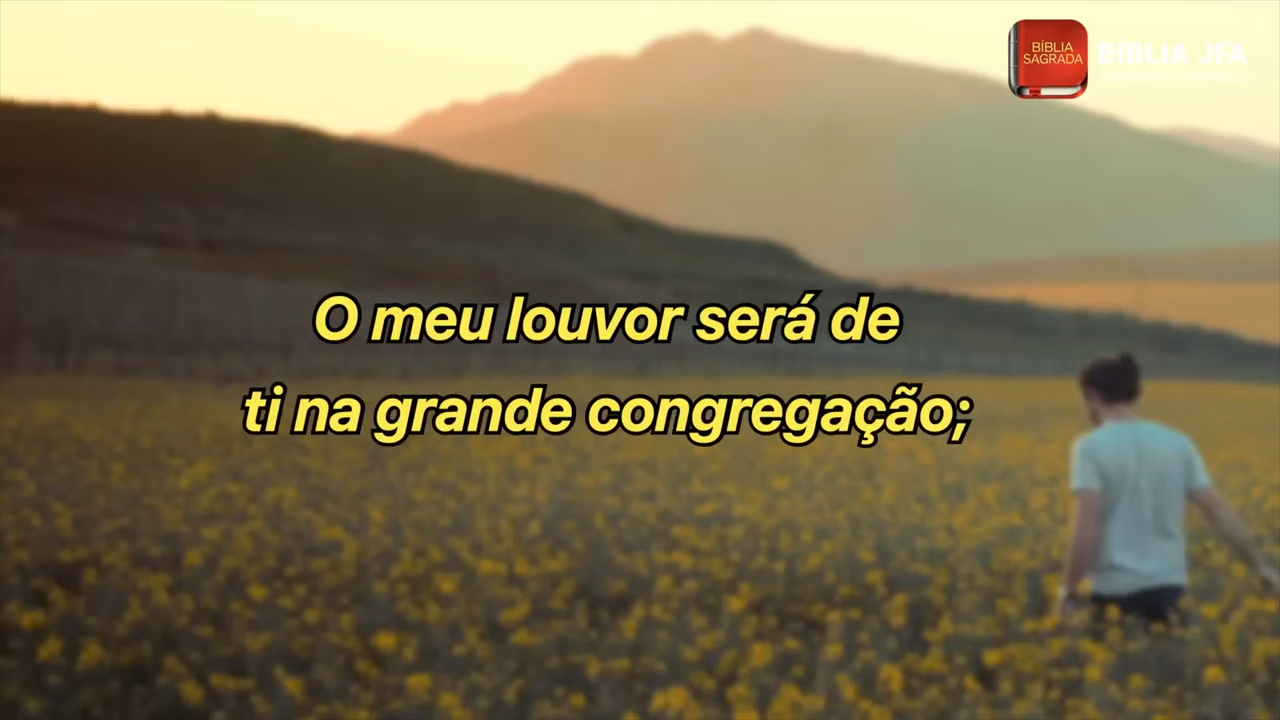 BÍBLIA
SAGRADA
BÍBLIA JFA
O meu louvor será de
ti na grande congregação;